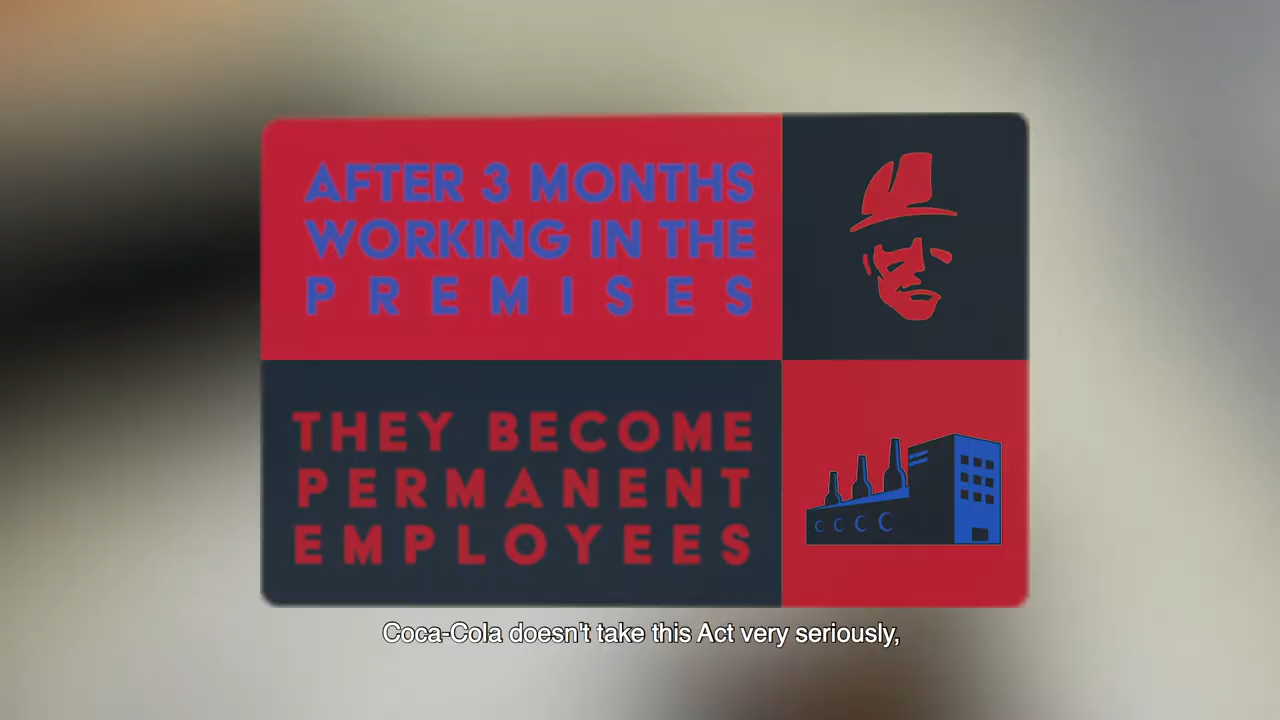 AFTER 3 MONTHS
WORKING IN THE
PREMISES
THEY BECOME
PERMANENT
EMPLOYEES
C C C C
Coca-Cola doesn't take this Act very seriously,